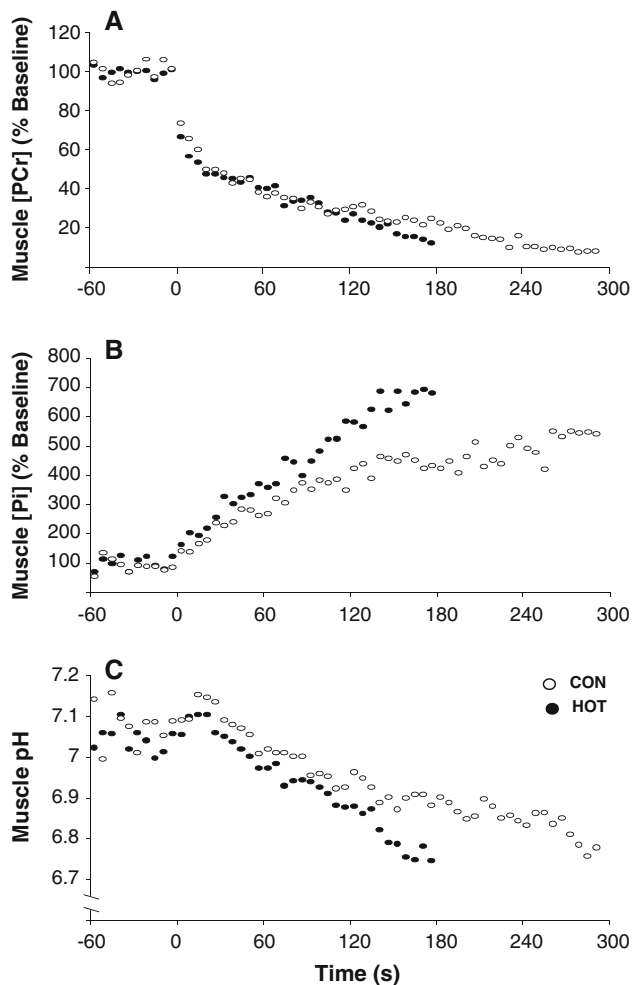 A
Muscle [PCr] (% Baseline)
120
100
80
60
40
20
-60 0 60 120 180 240 300
B
Muscle [Pi] (% Baseline)
800
700
600
500
400
300
200
100
-60 0 60 120 180 240 300
C
CON
HOT
Muscle pH
7.2
7.1
7
6.9
6.8
6.7
-60 0 60 120 180 240 300
Time (s)